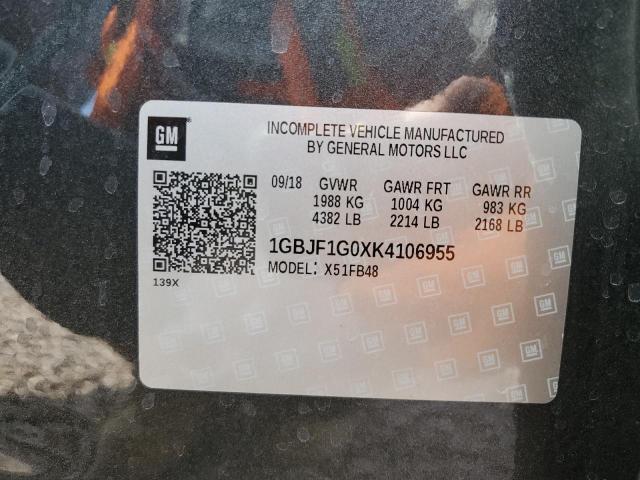 GM
INCOMPLETE VEHICLE MANUFACTURED
BY GENERAL MOTORS LLC
09/18 GVWR GAWR FRT GAWR RR
1988 KG 1004 KG 983 KG
4382 LB 2214 LB 2168 LB
1GBJF1G0XK4106955
MODEL: X51FB48
139X